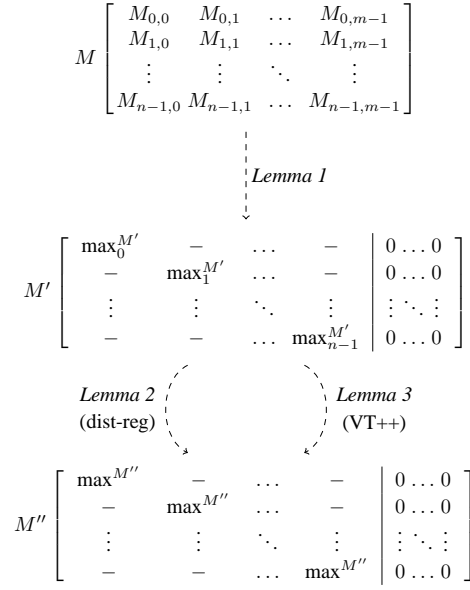 M [ M_{0,0} M_{0,1} … M_{0,m−1}
M_{1,0} M_{1,1} … M_{1,m−1}
⋮ ⋮ ⋱ ⋮
M_{n−1,0} M_{n−1,1} … M_{n−1,m−1} ]
Lemma 1
M′ [ max_0^{M′} − … − | 0 … 0
− max_1^{M′} … − | 0 … 0
⋮ ⋮ ⋱ ⋮ | ⋮ ⋱ ⋮
− − … max_{n−1}^{M′} | 0 … 0 ]
Lemma 2 Lemma 3
(dist-reg) (VT++)
M″ [ max^{M″} − … − | 0 … 0
− max^{M″} … − | 0 … 0
⋮ ⋮ ⋱ ⋮ | ⋮ ⋱ ⋮
− − … max^{M″} | 0 … 0 ]